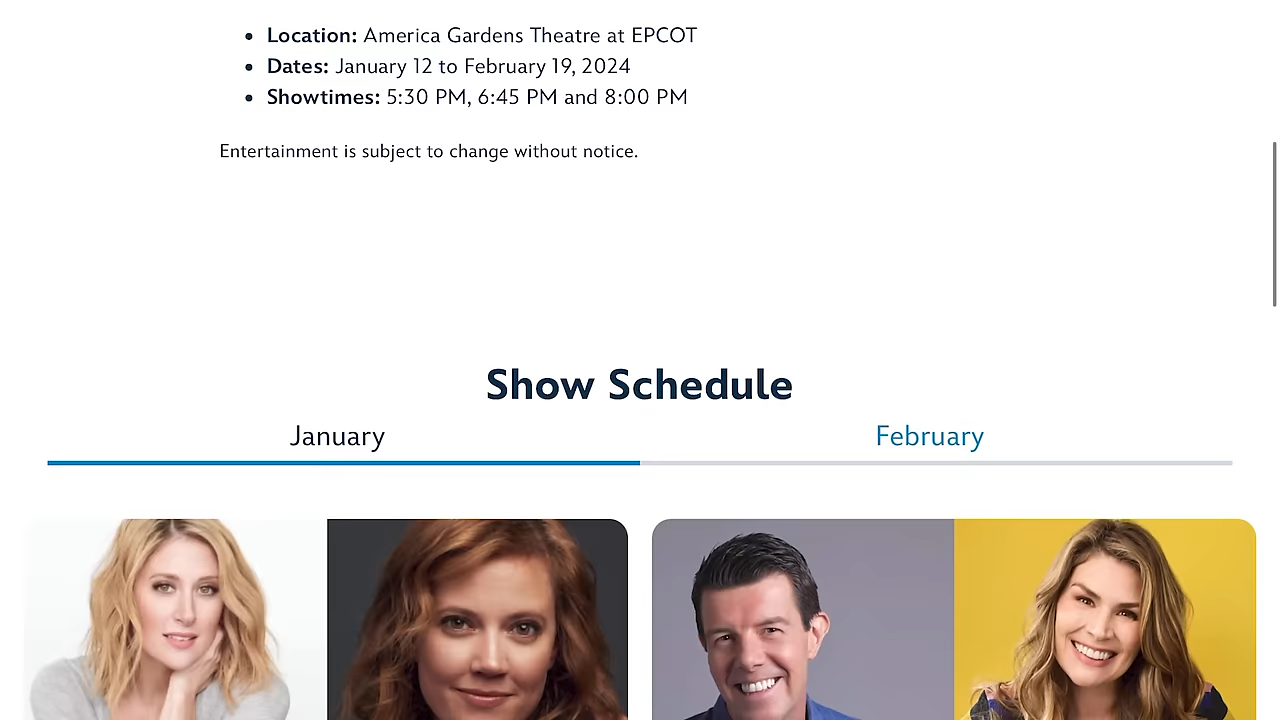 Location: America Gardens Theatre at EPCOT
Dates: January 12 to February 19, 2024
Showtimes: 5:30 PM, 6:45 PM and 8:00 PM
Entertainment is subject to change without notice.
Show Schedule
January
February